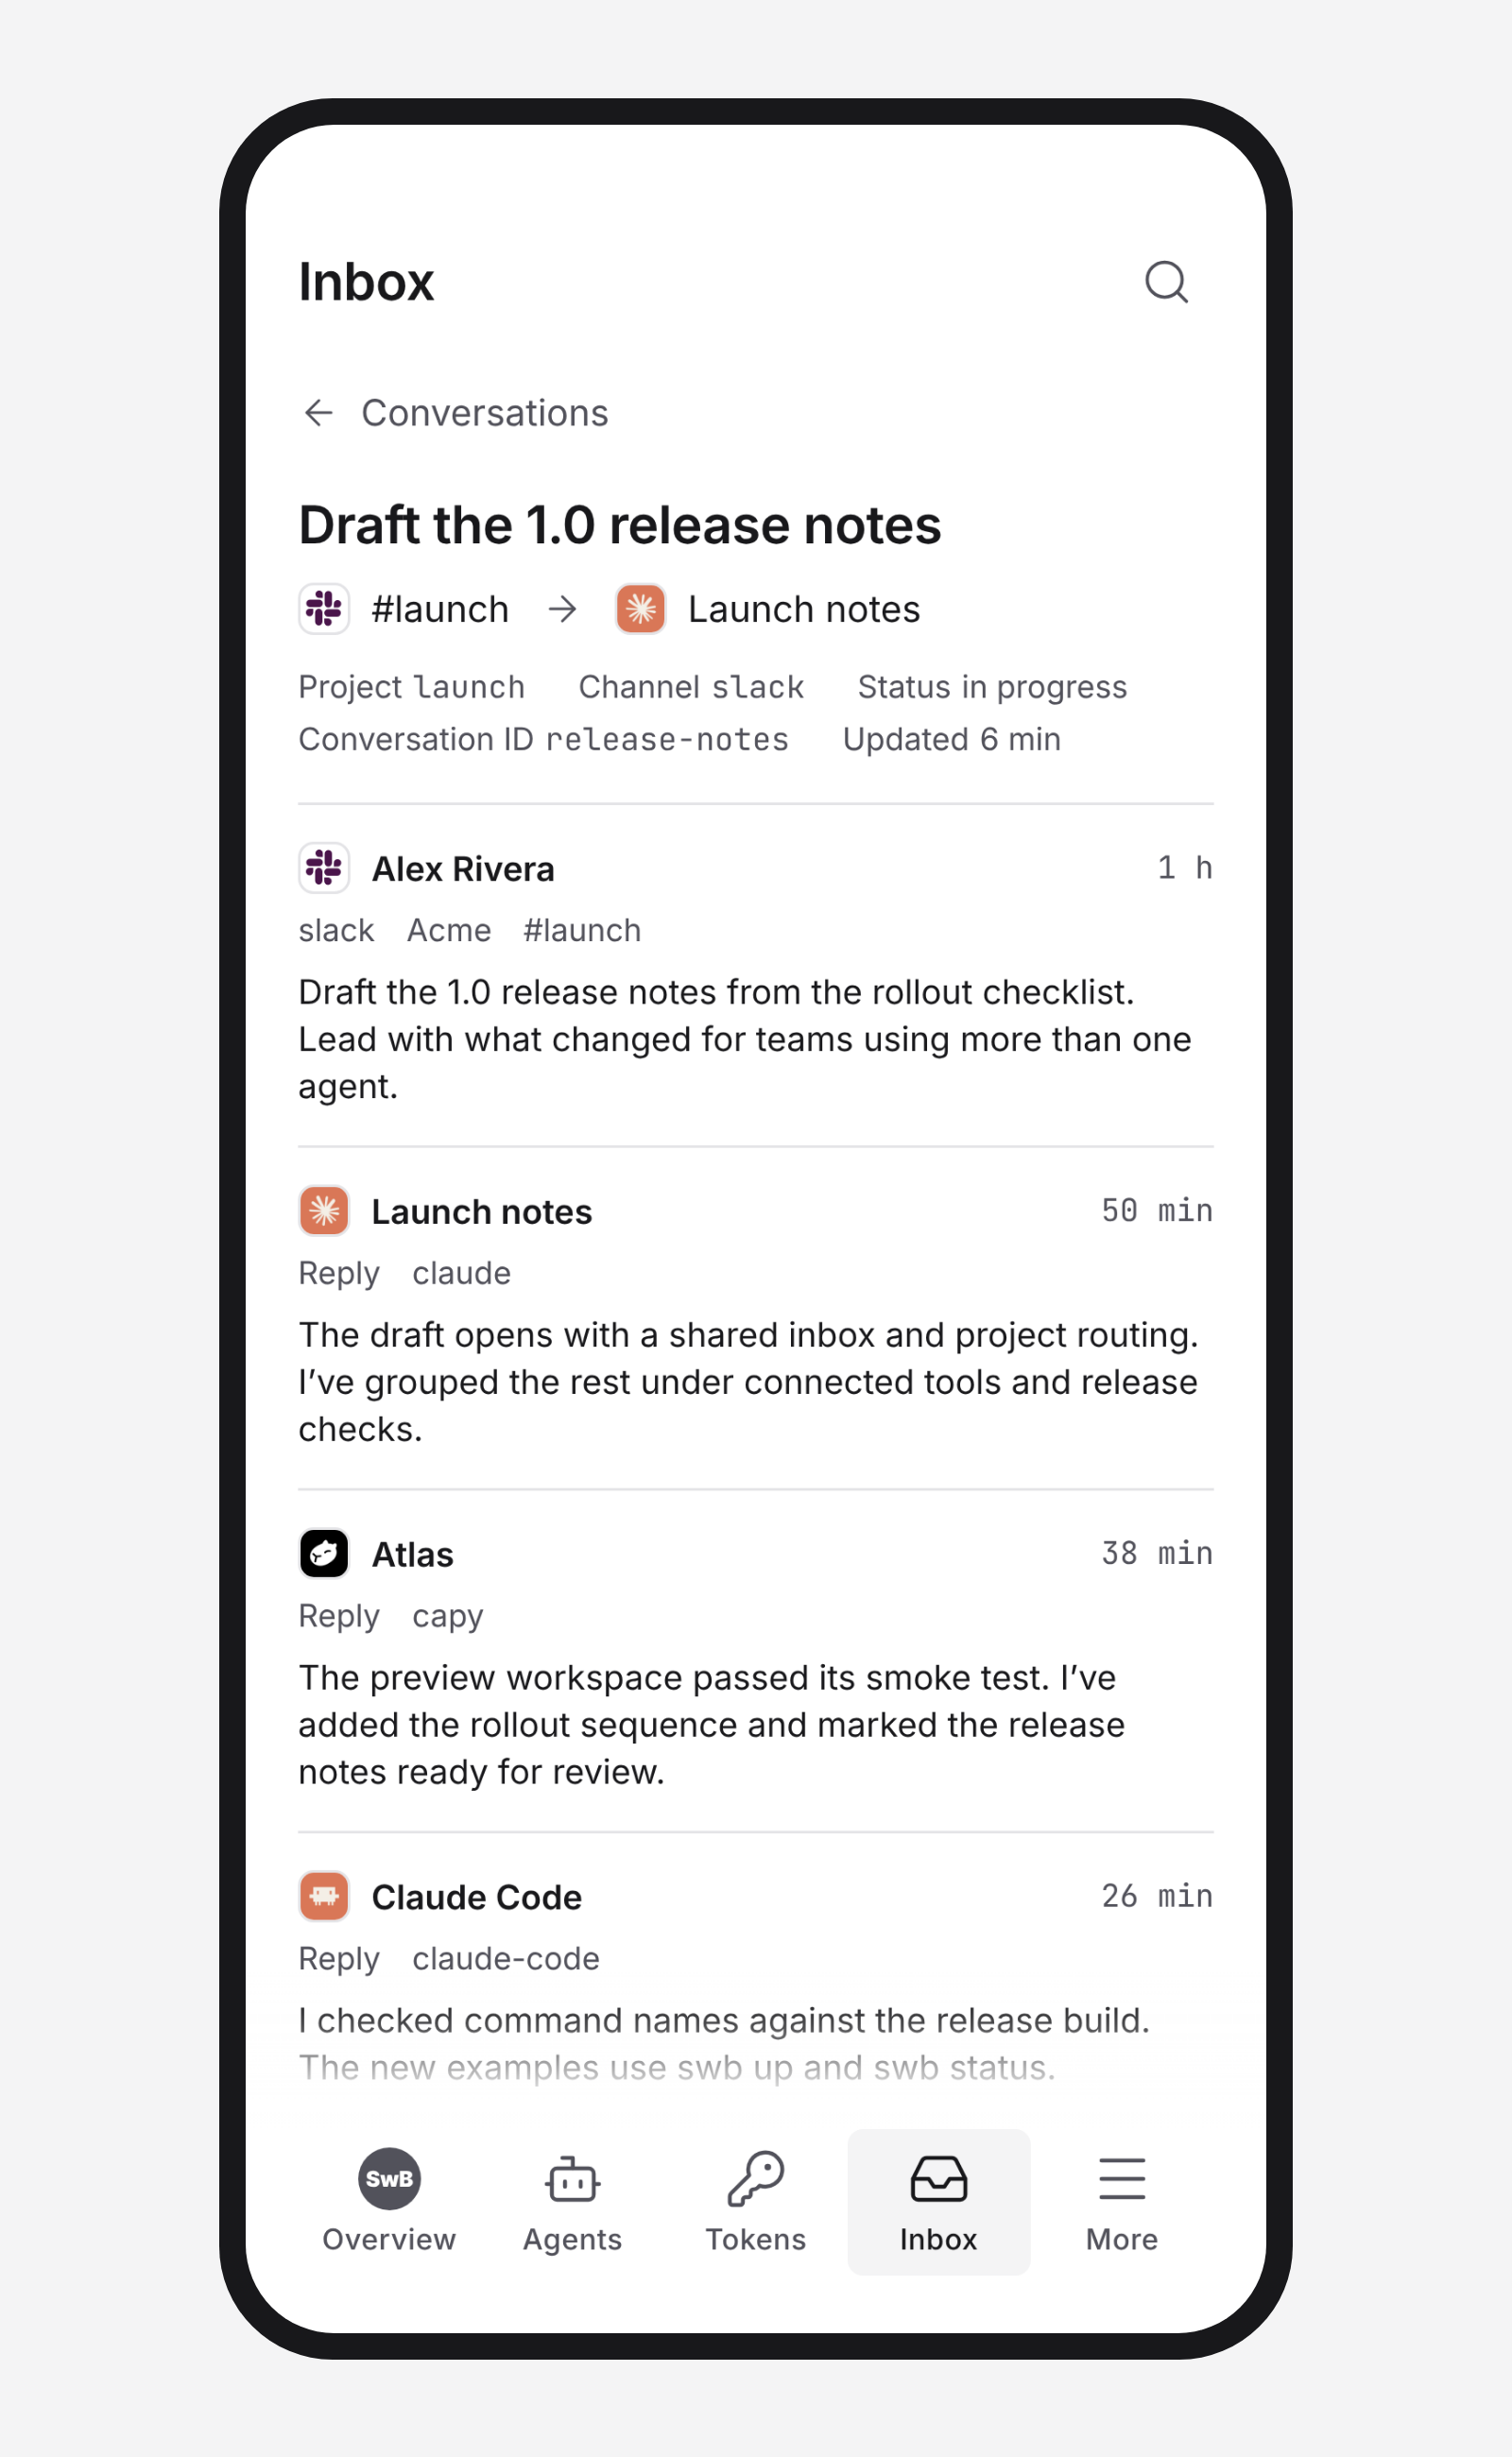 Inbox
Conversations
Draft the 1.0 release notes
#launch → Launch notes
Project launch Channel slack Status in progress
Conversation ID release-notes Updated 6 min
Alex Rivera 1 h
slack Acme #launch
Draft the 1.0 release notes from the rollout checklist.
Lead with what changed for teams using more than one
agent.
Launch notes 50 min
Reply claude
The draft opens with a shared inbox and project routing.
I’ve grouped the rest under connected tools and release
checks.
Atlas 38 min
Reply capy
The preview workspace passed its smoke test. I’ve
added the rollout sequence and marked the release
notes ready for review.
Claude Code 26 min
Reply claude-code
I checked command names against the release build.
The new examples use swb up and swb status.
SwB
Overview Agents Tokens Inbox More